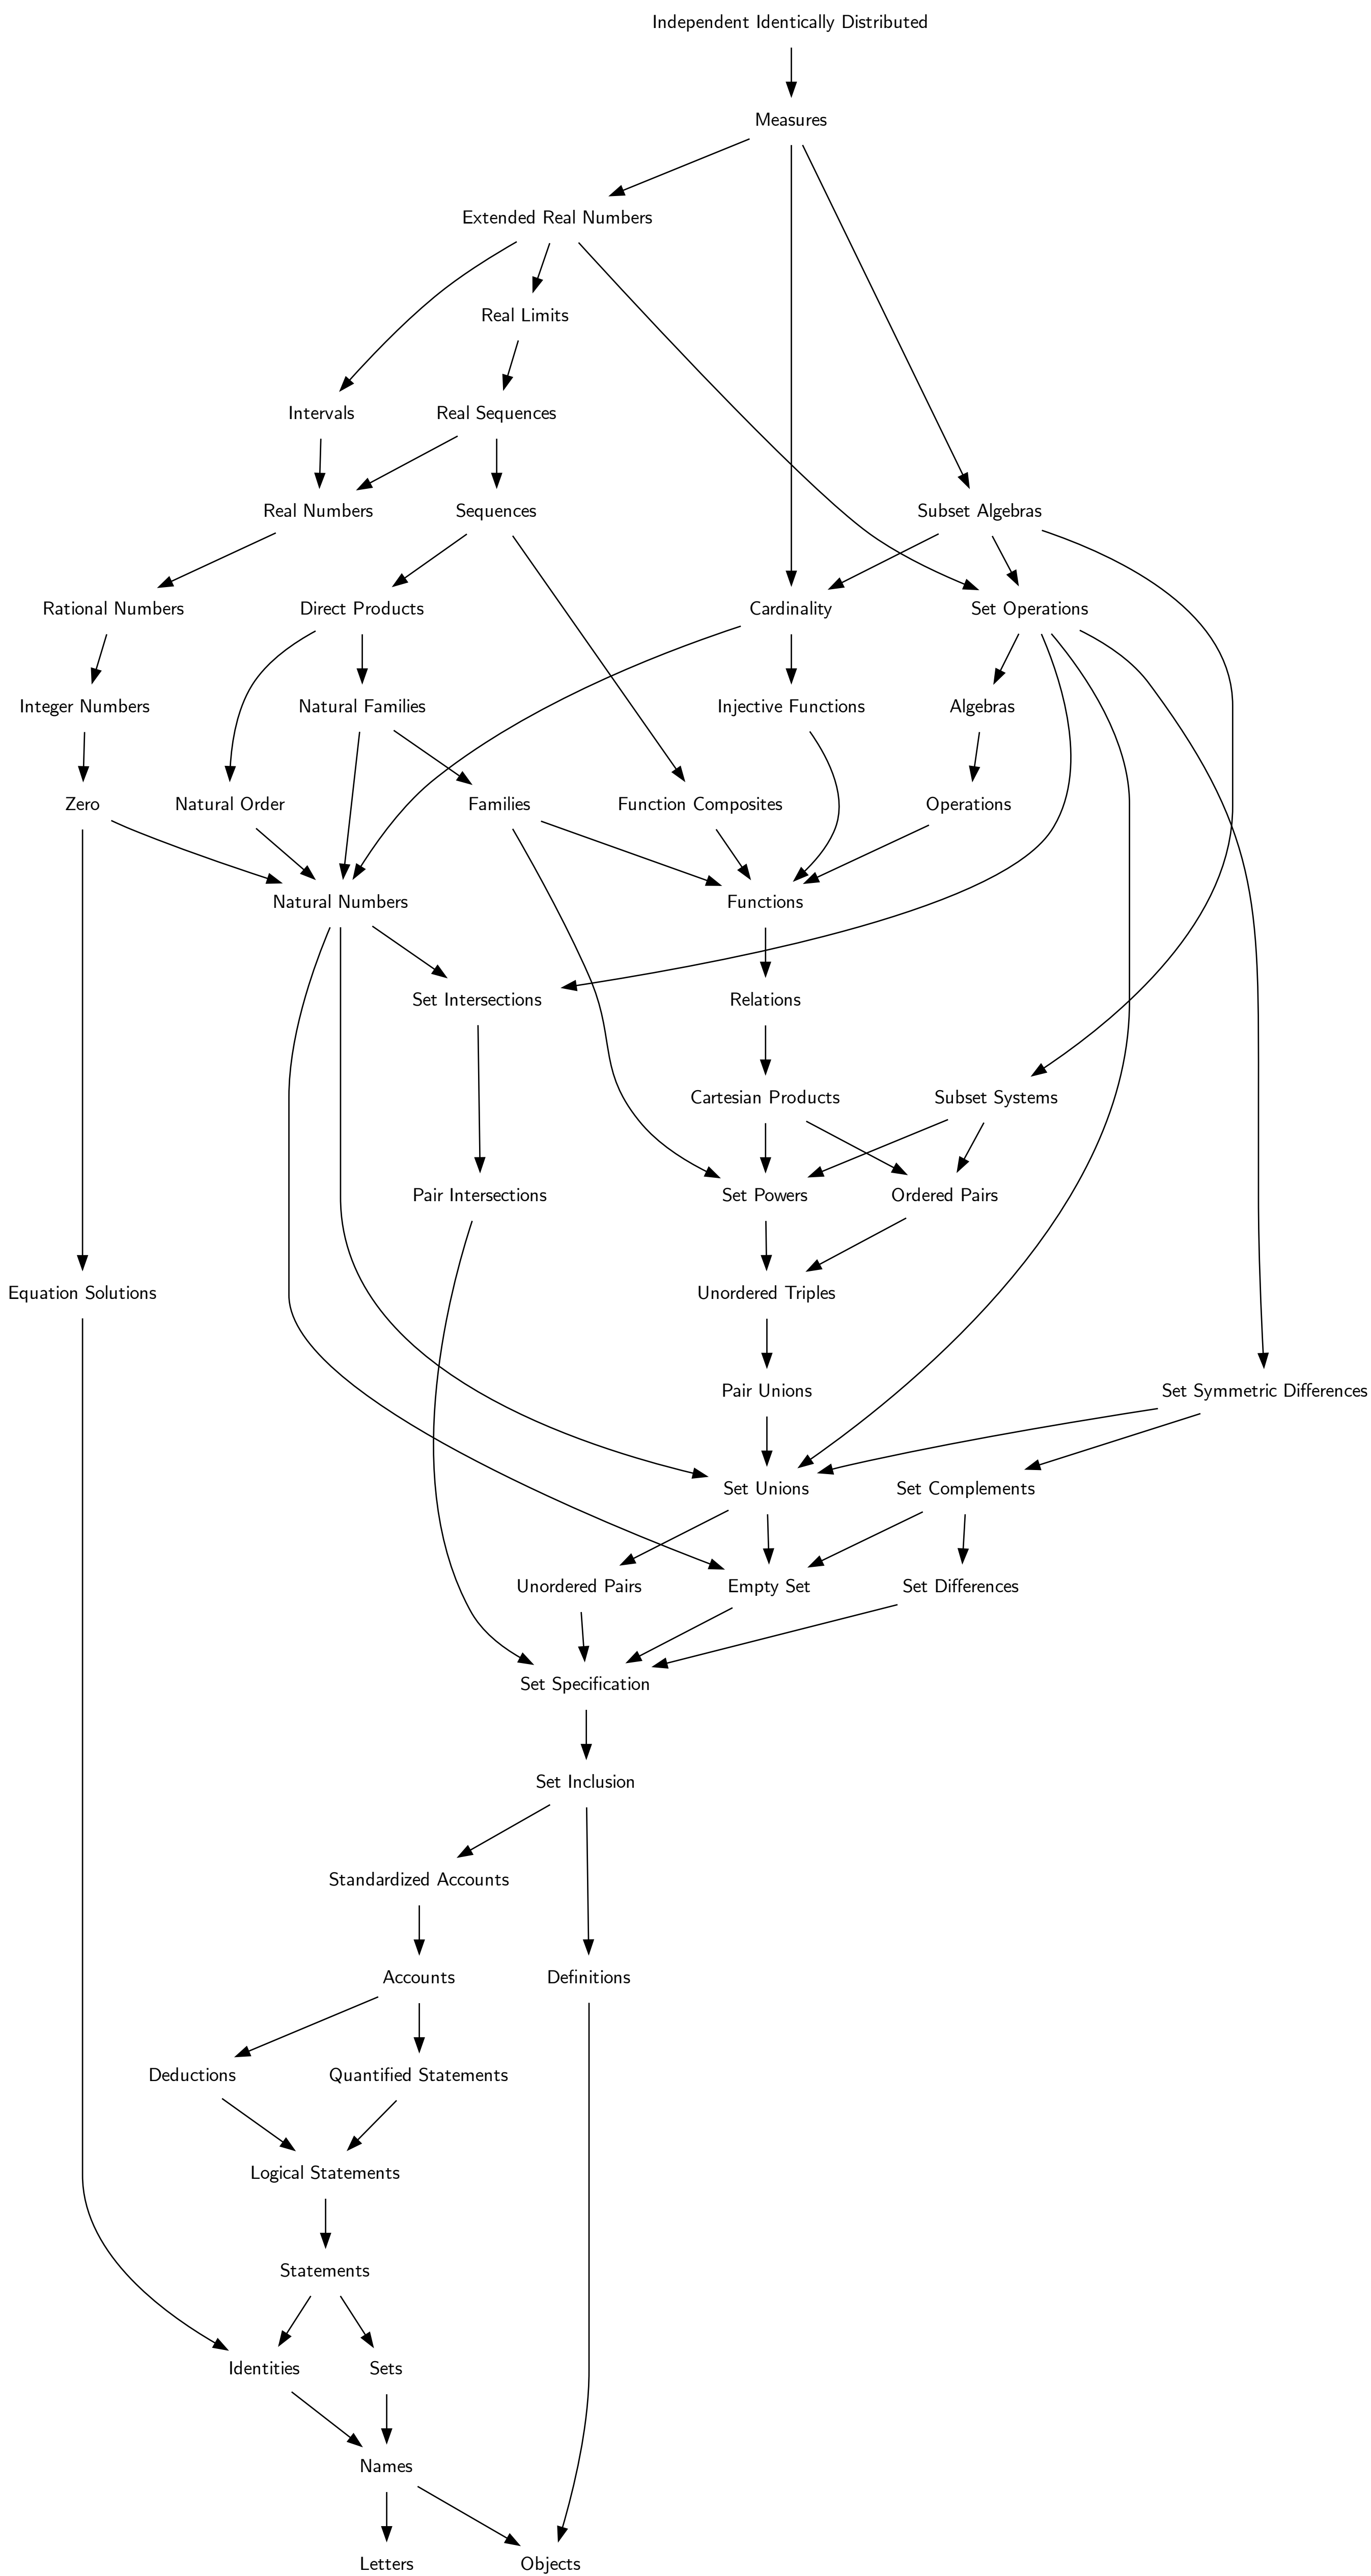 Independent Identically Distributed
Measures
Extended Real Numbers
Real Limits
Intervals
Real Sequences
Real Numbers
Sequences
Subset Algebras
Rational Numbers
Direct Products
Cardinality
Set Operations
Integer Numbers
Natural Families
Injective Functions
Algebras
Zero
Natural Order
Families
Function Composites
Operations
Natural Numbers
Functions
Set Intersections
Relations
Cartesian Products
Subset Systems
Pair Intersections
Set Powers
Ordered Pairs
Equation Solutions
Unordered Triples
Pair Unions
Set Symmetric Differences
Set Unions
Set Complements
Unordered Pairs
Empty Set
Set Differences
Set Specification
Set Inclusion
Standardized Accounts
Accounts
Definitions
Deductions
Quantified Statements
Logical Statements
Statements
Identities
Sets
Names
Letters
Objects